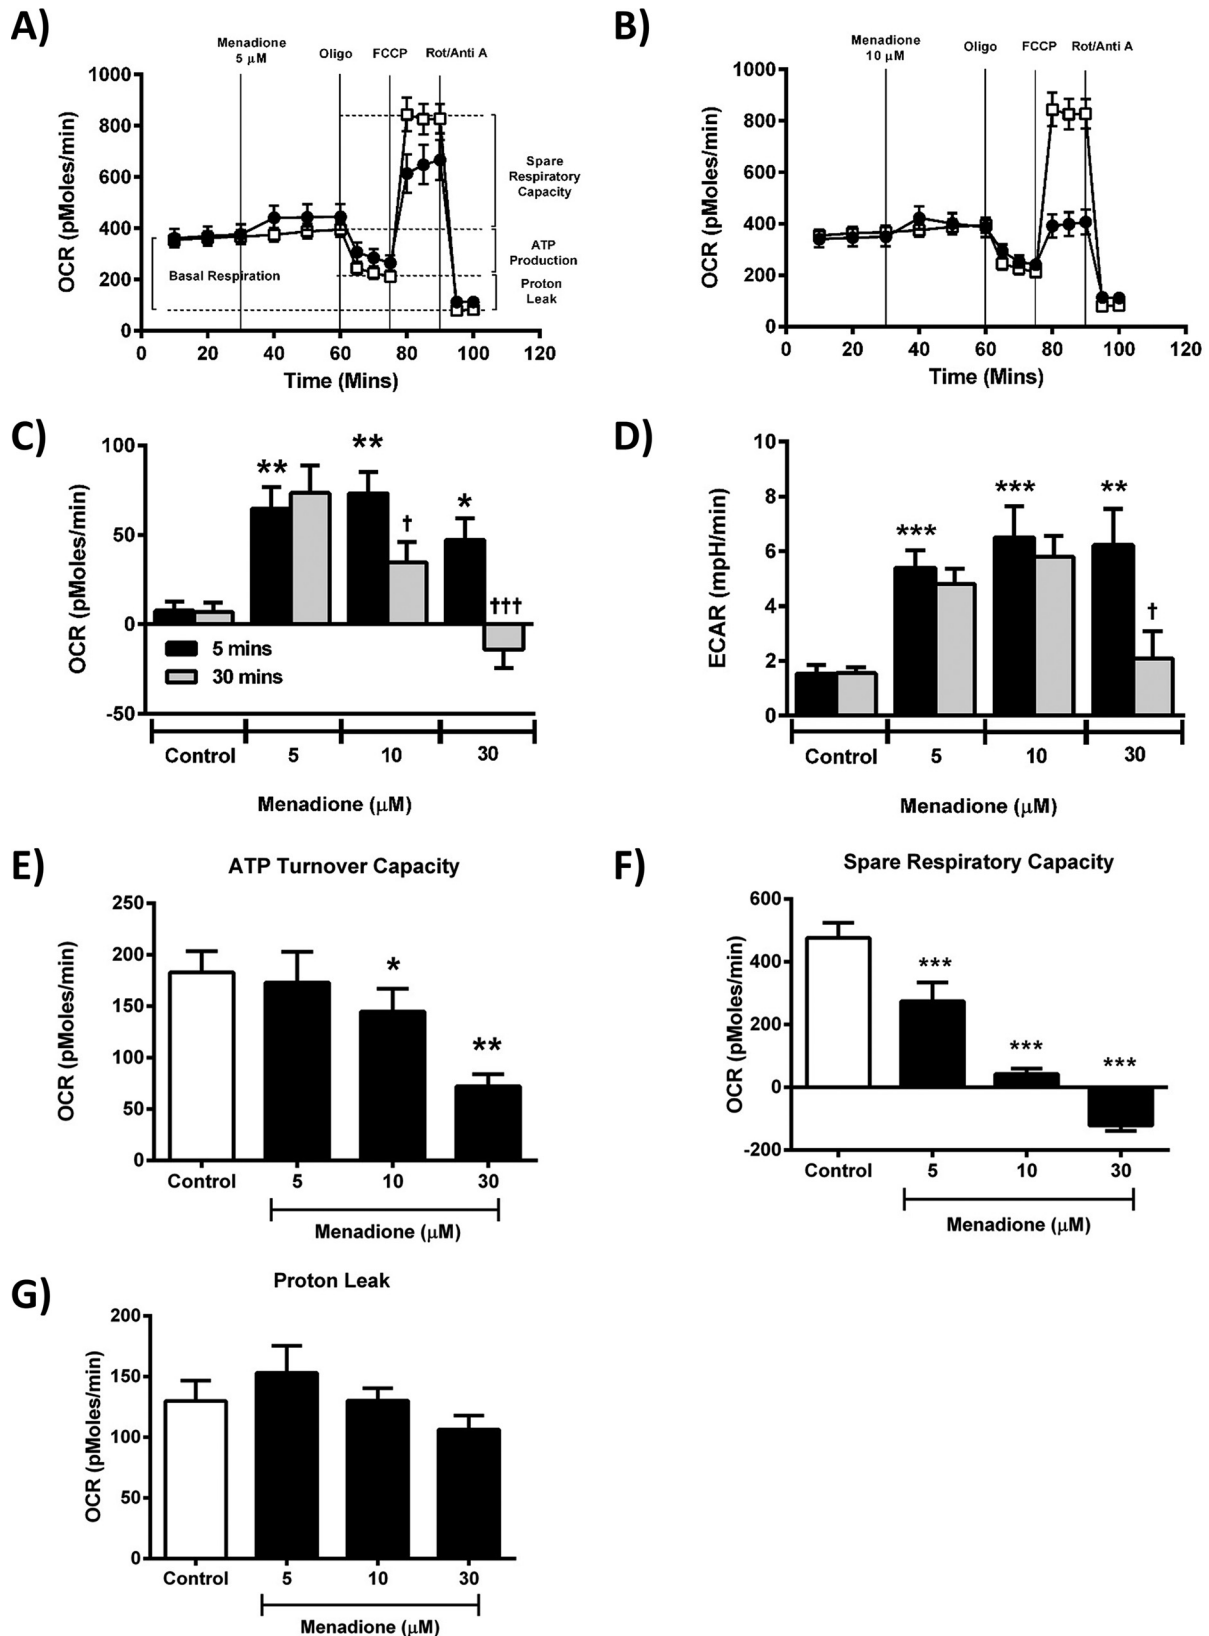 A)
Menadione
5 μM
Oligo
FCCP
Rot/Anti A
1000
800
600
400
200
0
OCR (pMoles/min)
Basal Respiration
Spare
Respiratory
Capacity
ATP
Production
Proton
Leak
0 20 40 60 80 100 120
Time (Mins)
B)
Menadione
10 μM
Oligo
FCCP
Rot/Anti A
1000
800
600
400
200
0
OCR (pMoles/min)
0 20 40 60 80 100 120
Time (Mins)
C)
100
50
0
-50
OCR (pMoles/min)
** ** * † †††
5 mins
30 mins
Control 5 10 30
Menadione (μM)
D)
10
8
6
4
2
0
ECAR (mpH/min)
*** *** ** †
Control 5 10 30
Menadione (μM)
E)
ATP Turnover Capacity
250
200
150
100
50
0
OCR (pMoles/min)
* **
Control 5 10 30
Menadione (μM)
F)
Spare Respiratory Capacity
600
400
200
0
-200
OCR (pMoles/min)
*** *** ***
Control 5 10 30
Menadione (μM)
G)
Proton Leak
200
150
100
50
0
OCR (pMoles/min)
Control 5 10 30
Menadione (μM)